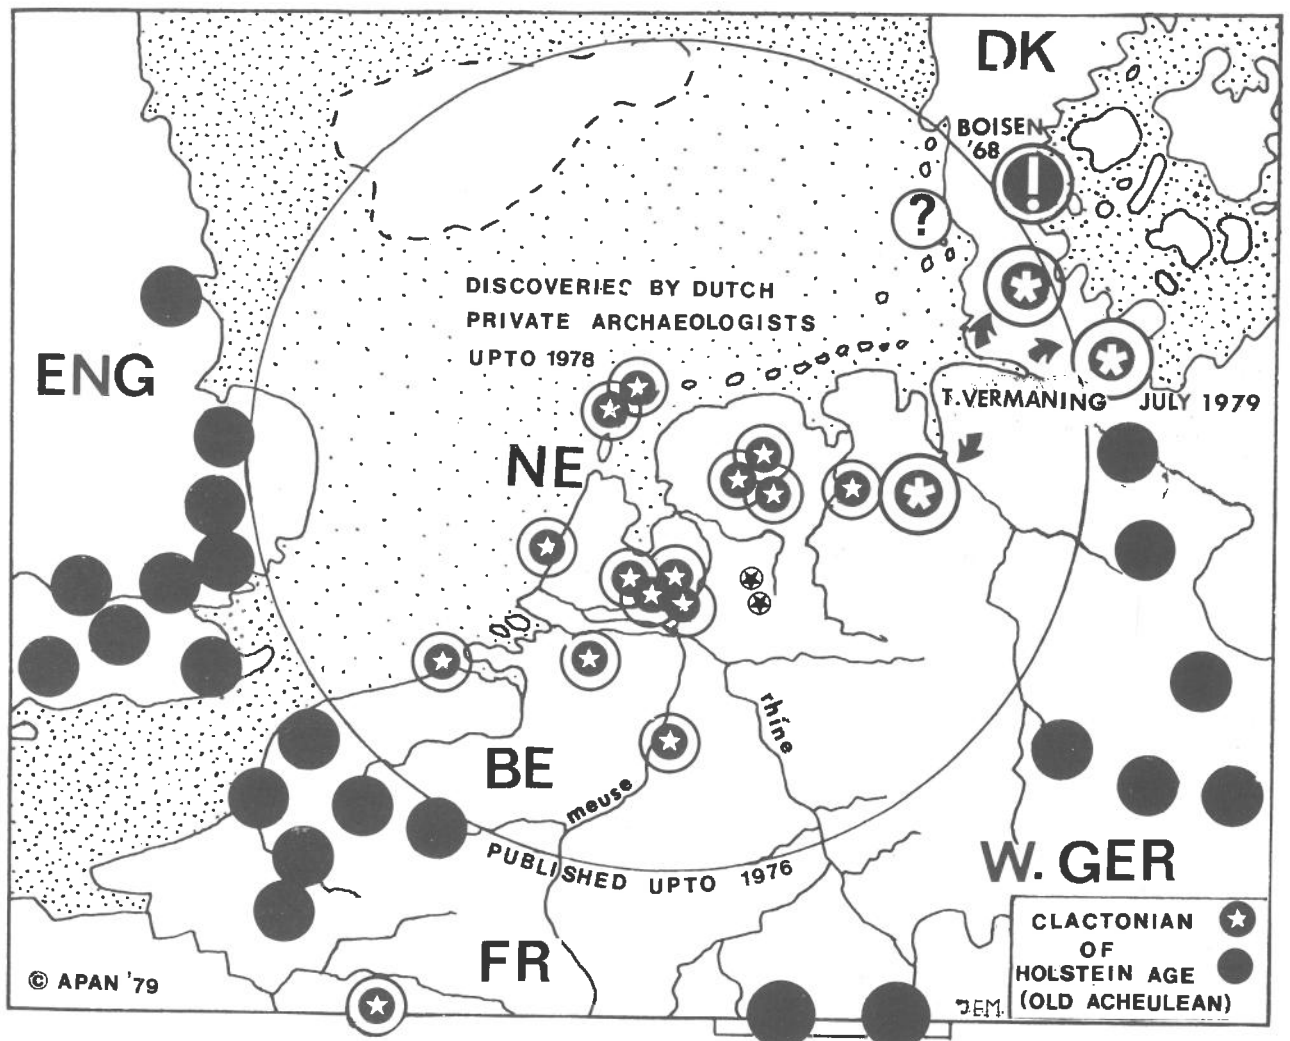 DK
BOISEN
'68
!
?
DISCOVERIES BY DUTCH
PRIVATE ARCHAEOLOGISTS
UPTO 1978
ENG
T. VERMANING JULY 1979
NE
rhine
BE
meuse
PUBLISHED UPTO 1976
W. GER
FR
CLACTONIAN
OF
HOLSTEIN AGE
(OLD ACHEULEAN)
© APAN '79
J.E.M.